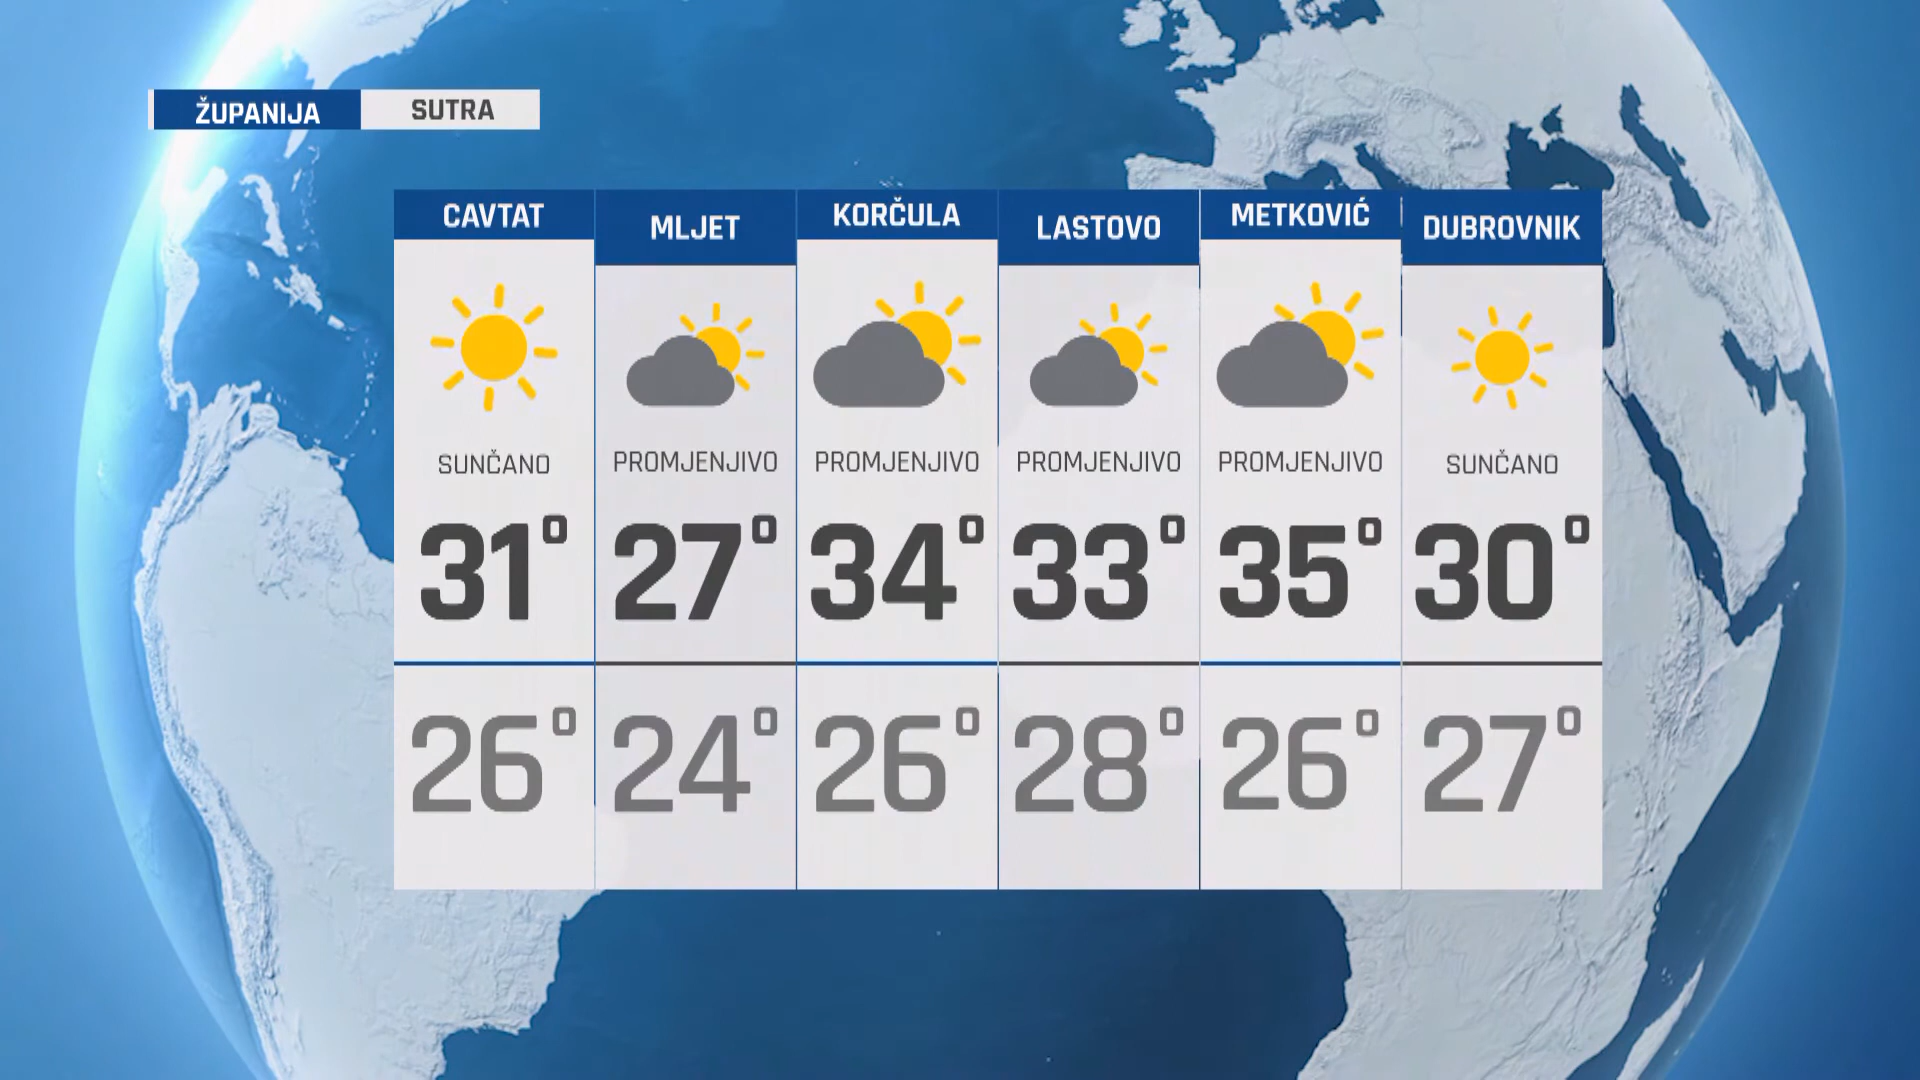 ŽUPANIJA SUTRA
CAVTAT MLJET KORČULA LASTOVO METKOVIĆ DUBROVNIK
SUNČANO PROMJENJIVO PROMJENJIVO PROMJENJIVO PROMJENJIVO SUNČANO
31° 27° 34° 33° 35° 30°
26° 24° 26° 28° 26° 27°